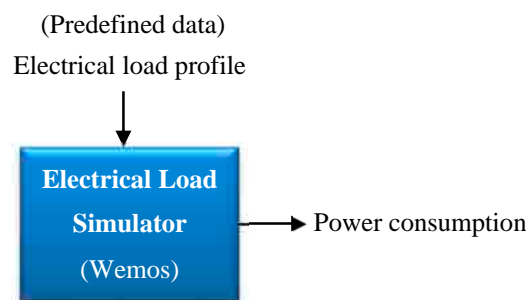 (Predefined data)
Electrical load profile
Electrical Load
Simulator
(Wemos)
Power consumption